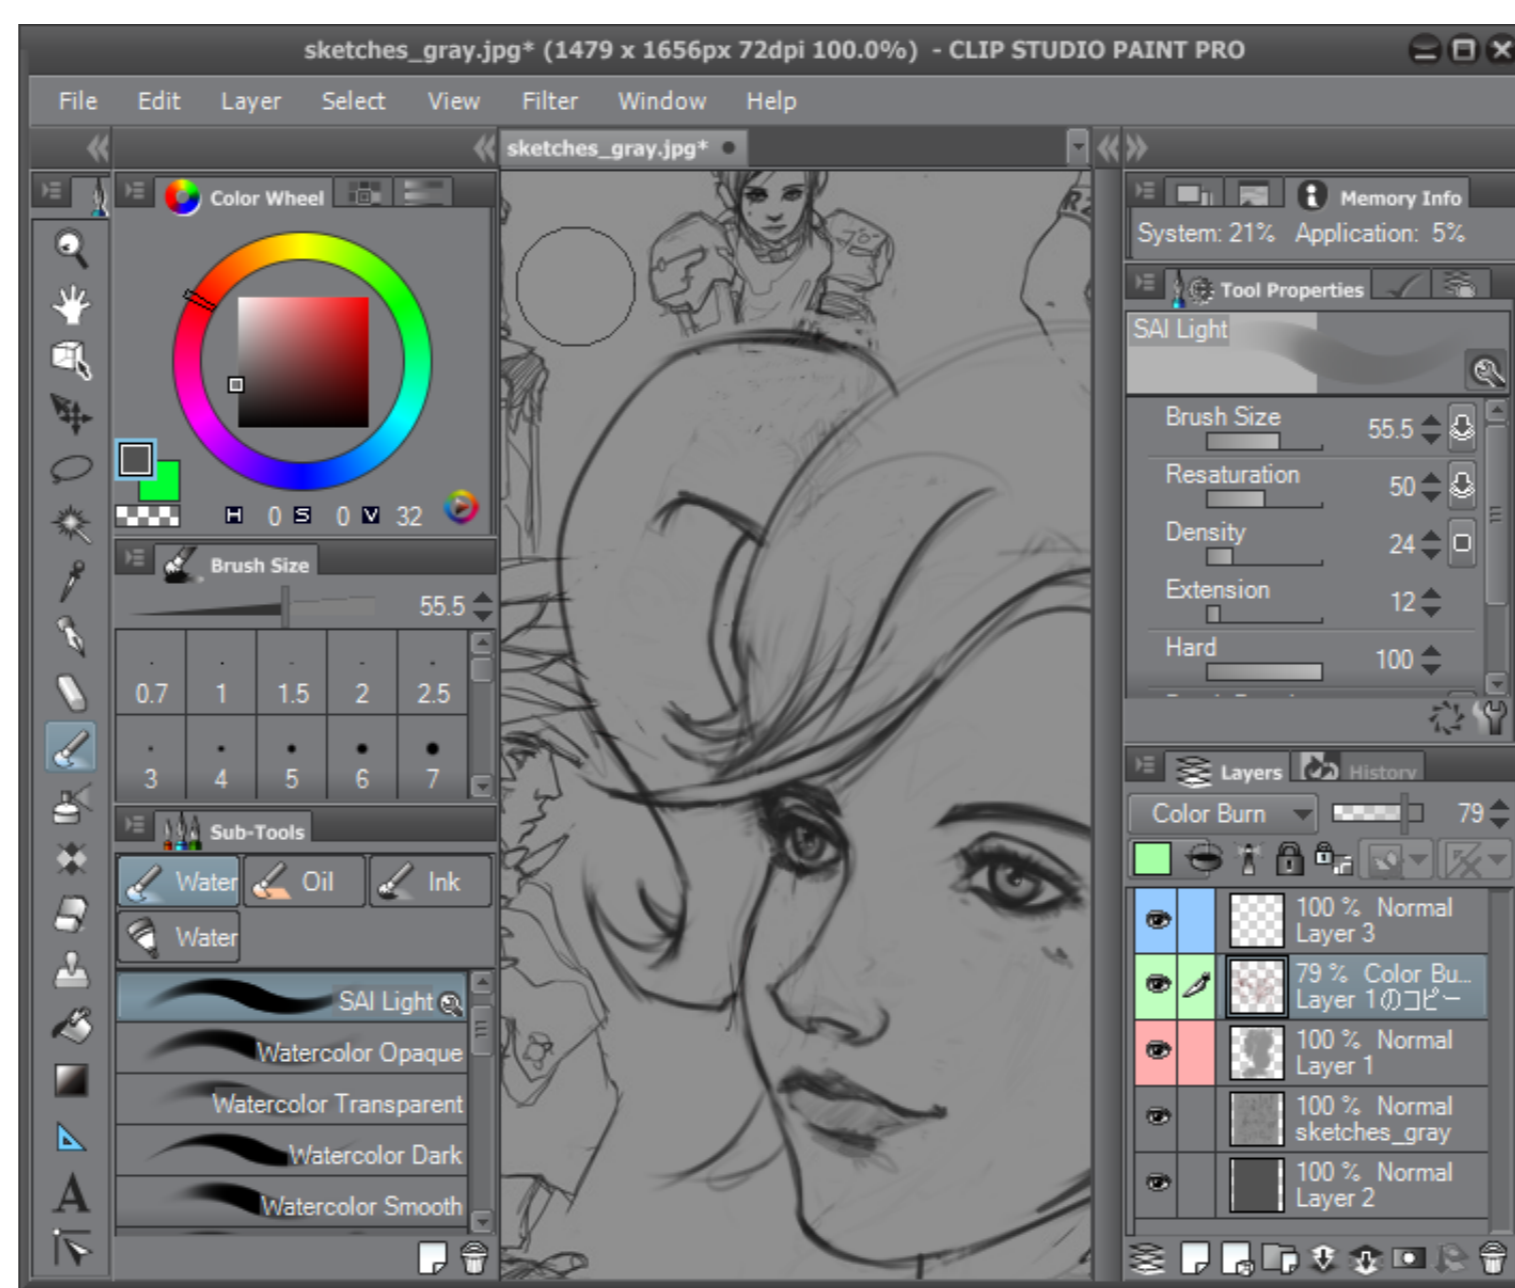 sketches_gray.jpg* (1479 x 1656px 72dpi 100.0%)  - CLIP STUDIO PAINT PRO
File Edit Layer Select View Filter Window Help
sketches_gray.jpg*
Color Wheel
H 0 S 0 V 32
Brush Size
55.5
0.7 1 1.5 2 2.5
3 4 5 6 7
Sub-Tools
Water Oil Ink
Water
SAI Light
Watercolor Opaque
Watercolor Transparent
Watercolor Dark
Watercolor Smooth
Memory Info
System: 21% Application: 5%
Tool Properties
SAI Light
Brush Size 55.5
Resaturation 50
Density 24
Extension 12
Hard 100
Layers History
Color Burn 79
100 % Normal
Layer 3
79 % Color Bu...
Layer 1のコピー
100 % Normal
Layer 1
100 % Normal
sketches_gray
100 % Normal
Layer 2